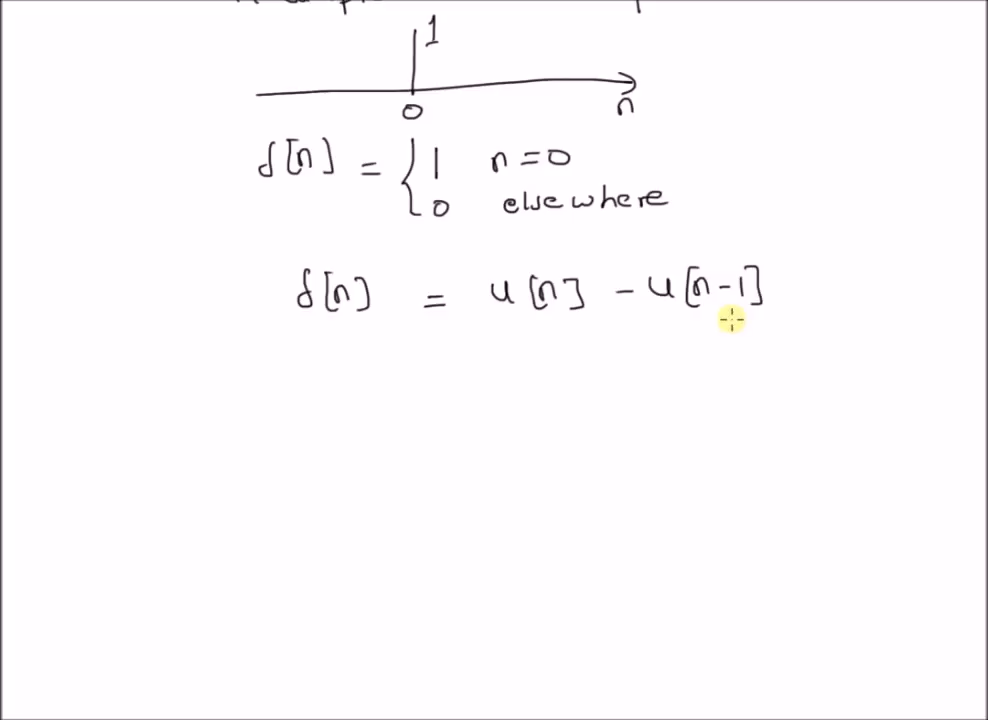 1
0
n
δ[n] = { 1 n = 0
0 elsewhere
δ[n] = u[n] - u[n-1]